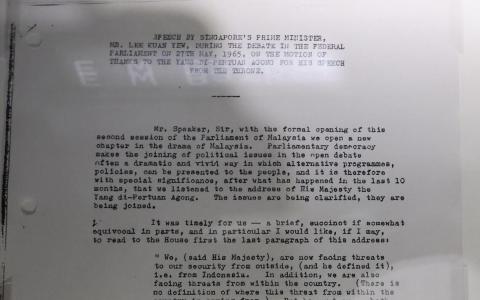 SPEECH BY SINGAPORE'S PRIME MINISTER,
MR. LEE KUAN YEW, DURING THE DEBATE IN THE FEDERAL
PARLIAMENT ON 27TH MAY, 1965, ON THE MOTION OF
THANKS TO THE YANG DI-PERTUAN AGONG FOR HIS SPEECH
FROM THE THRONE.
Mr. Speaker, Sir, with the formal opening of this
second session of the Parliament of Malaysia we open a new
chapter in the drama of Malaysia. Parliamentary democracy
makes the joining of political issues in the open debate
often a dramatic and vivid way in which alternative programmes,
policies, can be presented to the people, and it is therefore
with special significance, after what has happened in the last 10
months, that we listened to the address of His Majesty the
Yang di-Pertuan Agong. The issues are being clarified, they are
being joined.
It was timely for us -- a brief, succinct if somewhat
equivocal in parts, and in particular I would like, if I may,
to read to the House first the last paragraph of this address:
" We, (said His Majesty), are now facing threats
to our security from outside, (and he defined it),
i.e. from Indonesia. In addition, we are also
facing threats from within the country. (There is
no definition of where this threat from within the